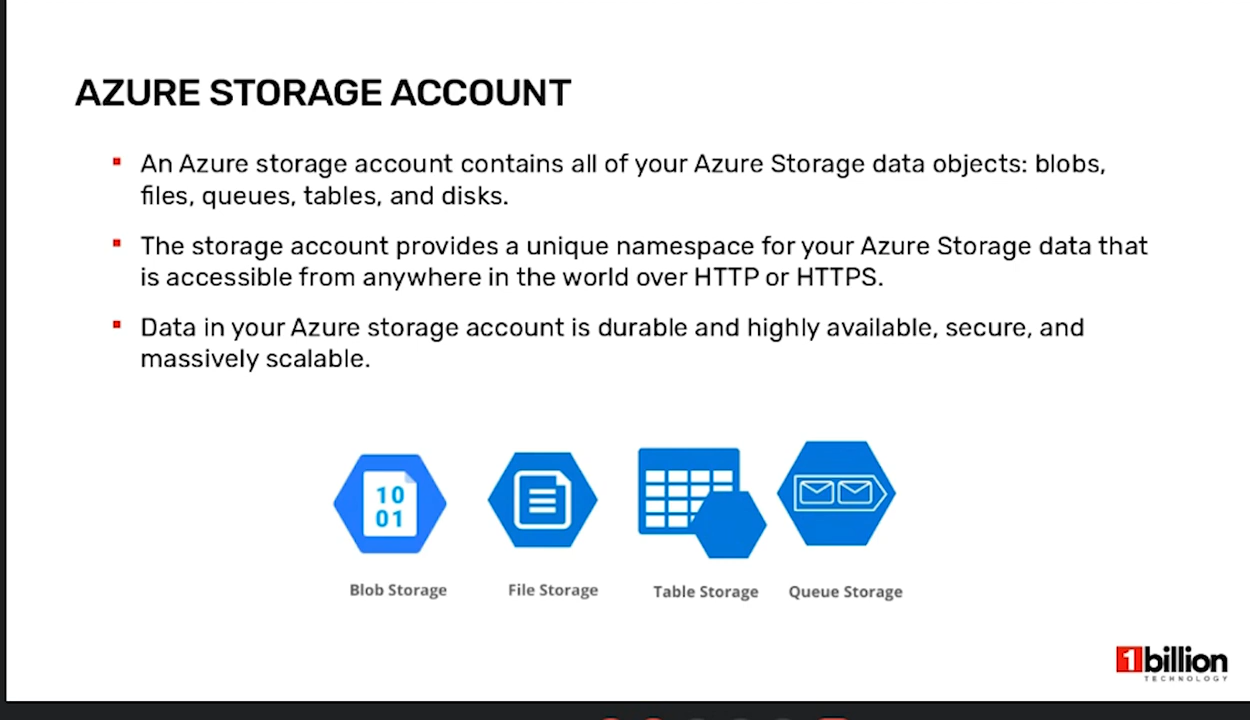 AZURE STORAGE ACCOUNT
An Azure storage account contains all of your Azure Storage data objects: blobs,
files, queues, tables, and disks.
The storage account provides a unique namespace for your Azure Storage data that
is accessible from anywhere in the world over HTTP or HTTPS.
Data in your Azure storage account is durable and highly available, secure, and
massively scalable.
10
01
Blob Storage File Storage Table Storage Queue Storage
1billion
TECHNOLOGY